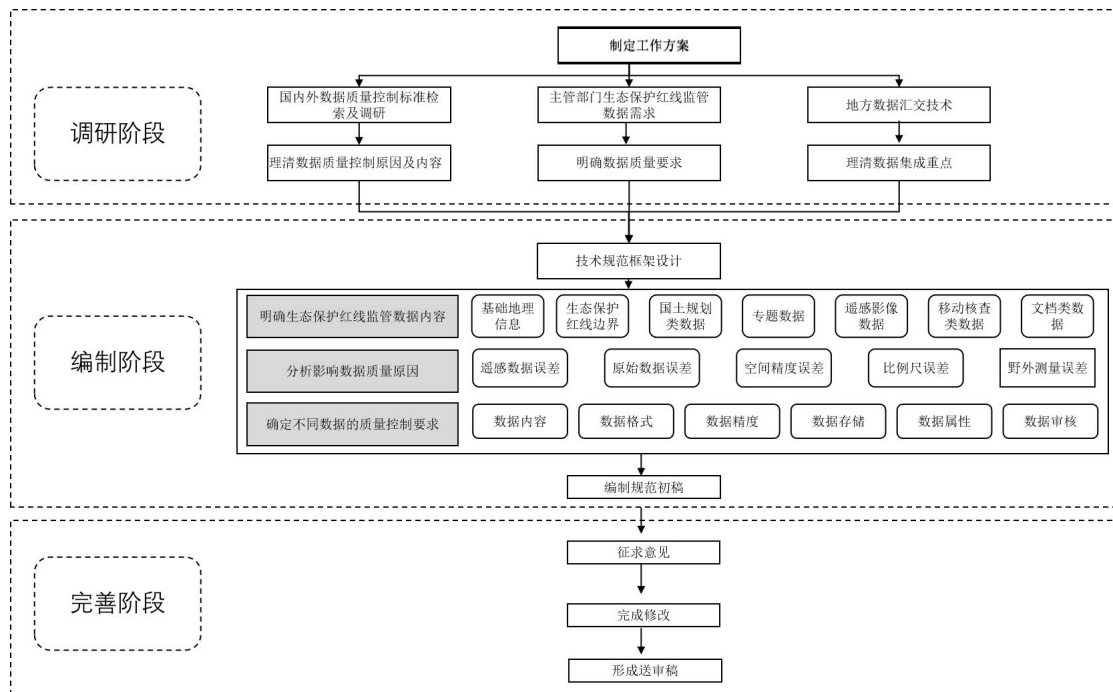 制定工作方案
调研阶段
国内外数据质量控制标准检
索及调研
主管部门生态保护红线监管
数据需求
地方数据汇交技术
理清数据质量控制原因及内容
明确数据质量要求
理清数据集成重点
编制阶段
技术规范框架设计
明确生态保护红线监管数据内容
基础地理
信息
生态保护
红线边界
国土规划
类数据
专题数据
遥感影像
数据
移动核查
类数据
文档类数
据
分析影响数据质量原因
遥感数据误差
原始数据误差
空间精度误差
比例尺误差
野外测量误差
确定不同数据的质量控制要求
数据内容
数据格式
数据精度
数据存储
数据属性
数据审核
编制规范初稿
完善阶段
征求意见
完成修改
形成送审稿